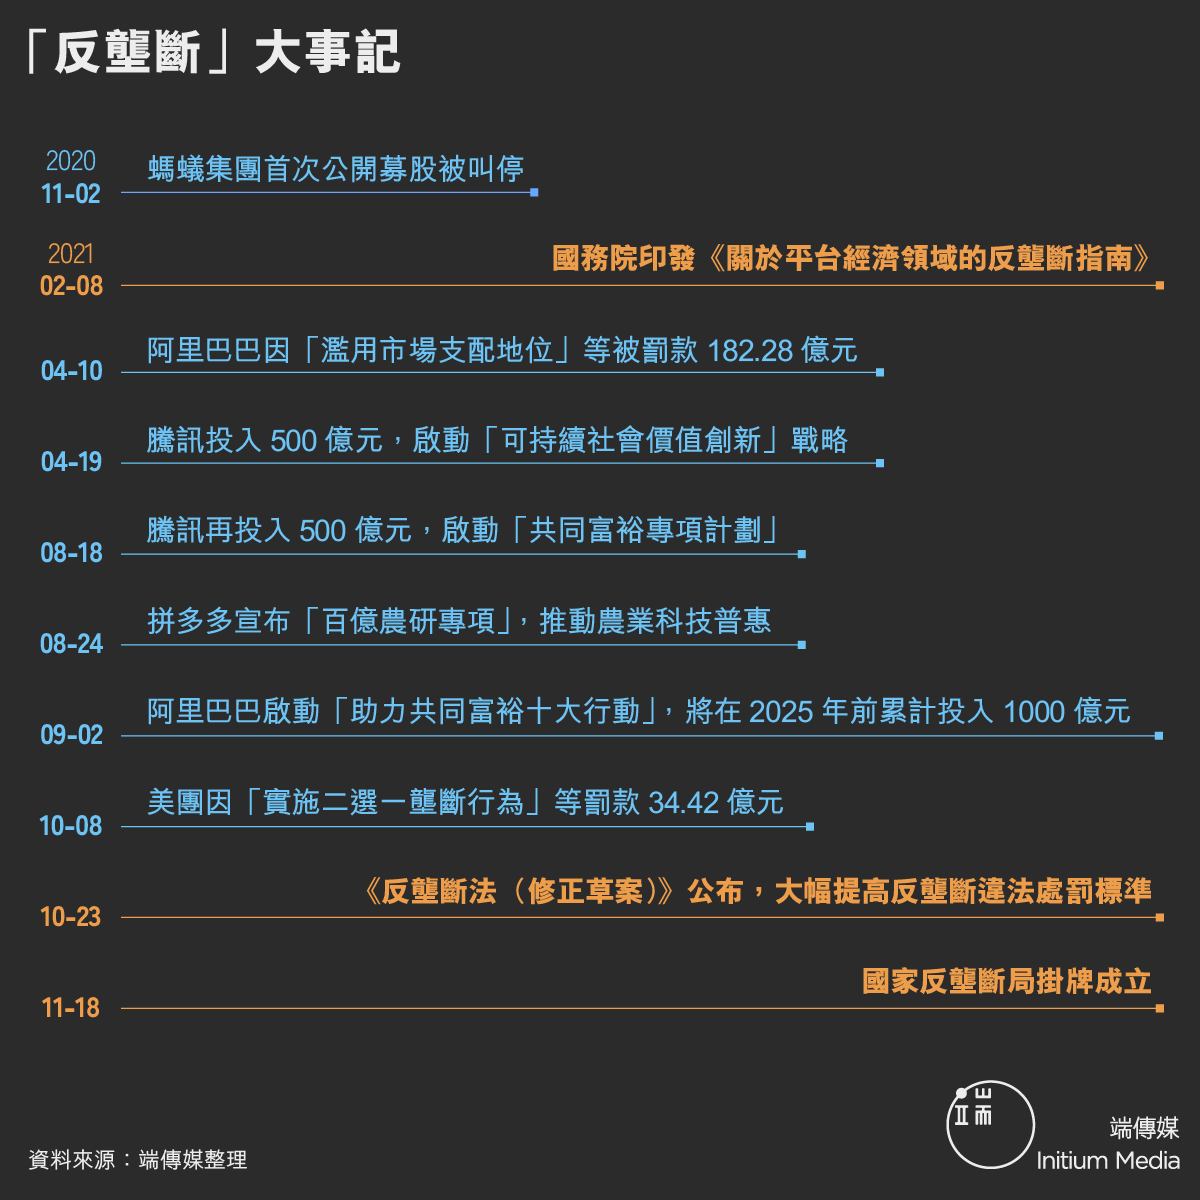 「反壟斷」大事記
2020
11-02
螞蟻集團首次公開募股被叫停
2021
02-08
國務院印發《關於平台經濟領域的反壟斷指南》
04-10
阿里巴巴因「濫用市場支配地位」等被罰款 182.28 億元
04-19
騰訊投入 500 億元，啟動「可持續社會價值創新」戰略
08-18
騰訊再投入 500 億元，啟動「共同富裕專項計劃」
08-24
拼多多宣布「百億農研專項」，推動農業科技普惠
09-02
阿里巴巴啟動「助力共同富裕十大行動」，將在 2025 年前累計投入 1000 億元
10-08
美團因「實施二選一壟斷行為」等罰款 34.42 億元
10-23
《反壟斷法（修正草案）》公布，大幅提高反壟斷違法處罰標準
11-18
國家反壟斷局掛牌成立
端
端傳媒
Initium Media
資料來源：端傳媒整理